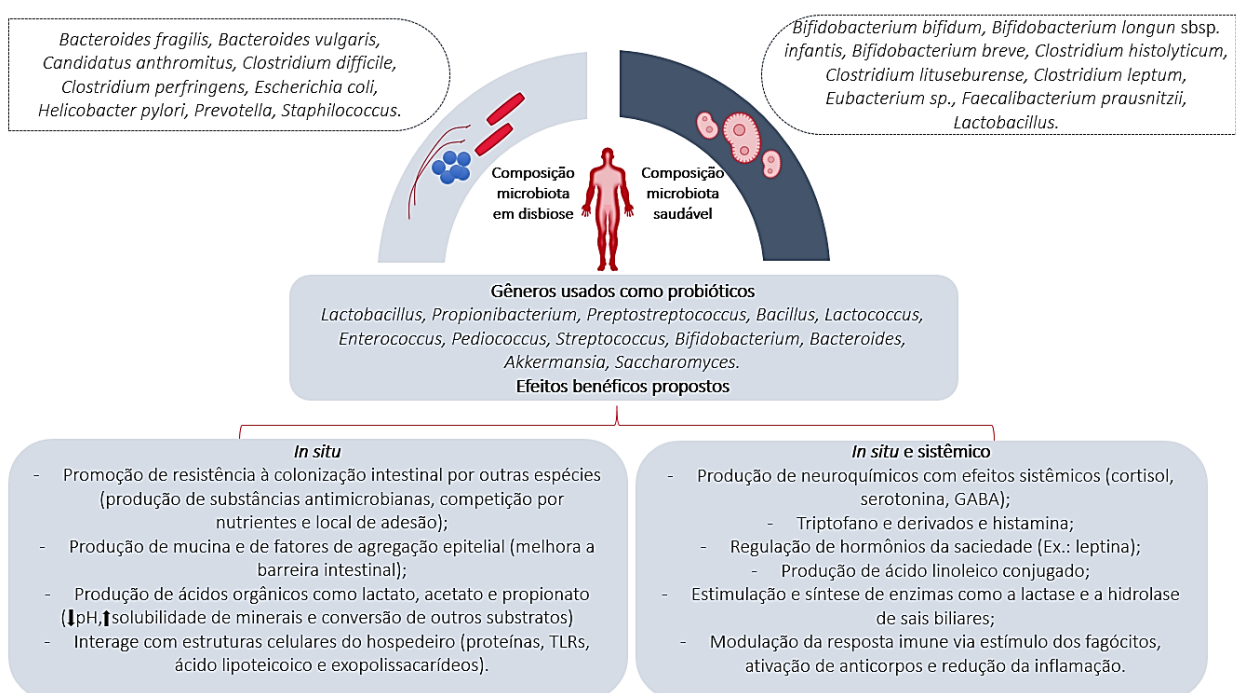 Bacteroides fragilis, Bacteroides vulgaris,
Candidatus anthromitus, Clostridium difficile,
Clostridium perfringens, Escherichia coli,
Helicobacter pylori, Prevotella, Staphilococcus.
Bifidobacterium bifidum, Bifidobacterium longun sbsp.
infantis, Bifidobacterium breve, Clostridium histolyticum,
Clostridium lituseburense, Clostridium leptum,
Eubacterium sp., Faecalibacterium prausnitzii,
Lactobacillus.
Composição
microbiota
em disbiose
Composição
microbiota
saudável
Gêneros usados como probióticos
Lactobacillus, Propionibacterium, Preptostreptococcus, Bacillus, Lactococcus,
Enterococcus, Pediococcus, Streptococcus, Bifidobacterium, Bacteroides,
Akkermansia, Saccharomyces.
Efeitos benéficos propostos
In situ
- Promoção de resistência à colonização intestinal por outras espécies
(produção de substâncias antimicrobianas, competição por
nutrientes e local de adesão);
- Produção de mucina e de fatores de agregação epitelial (melhora a
barreira intestinal);
- Produção de ácidos orgânicos como lactato, acetato e propionato
(⬇pH,⬆solubilidade de minerais e conversão de outros substratos)
- Interage com estruturas celulares do hospedeiro (proteínas, TLRs,
ácido lipoteicoico e exopolissacarídeos).
In situ e sistêmico
- Produção de neuroquímicos com efeitos sistêmicos (cortisol,
serotonina, GABA);
- Triptofano e derivados e histamina;
- Regulação de hormônios da saciedade (Ex.: leptina);
- Produção de ácido linoleico conjugado;
- Estimulação e síntese de enzimas como a lactase e a hidrolase
de sais biliares;
- Modulação da resposta imune via estímulo dos fagócitos,
ativação de anticorpos e redução da inflamação.